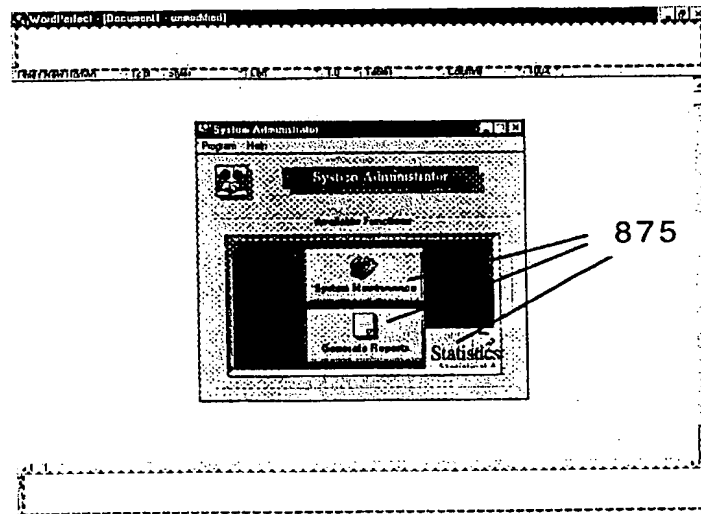 WordPerfect - [Document1 - unmodified]
System Administrator
Program Help
System Administrator
Available Functions
875
System Maintenance
Generate Reports
Statistics